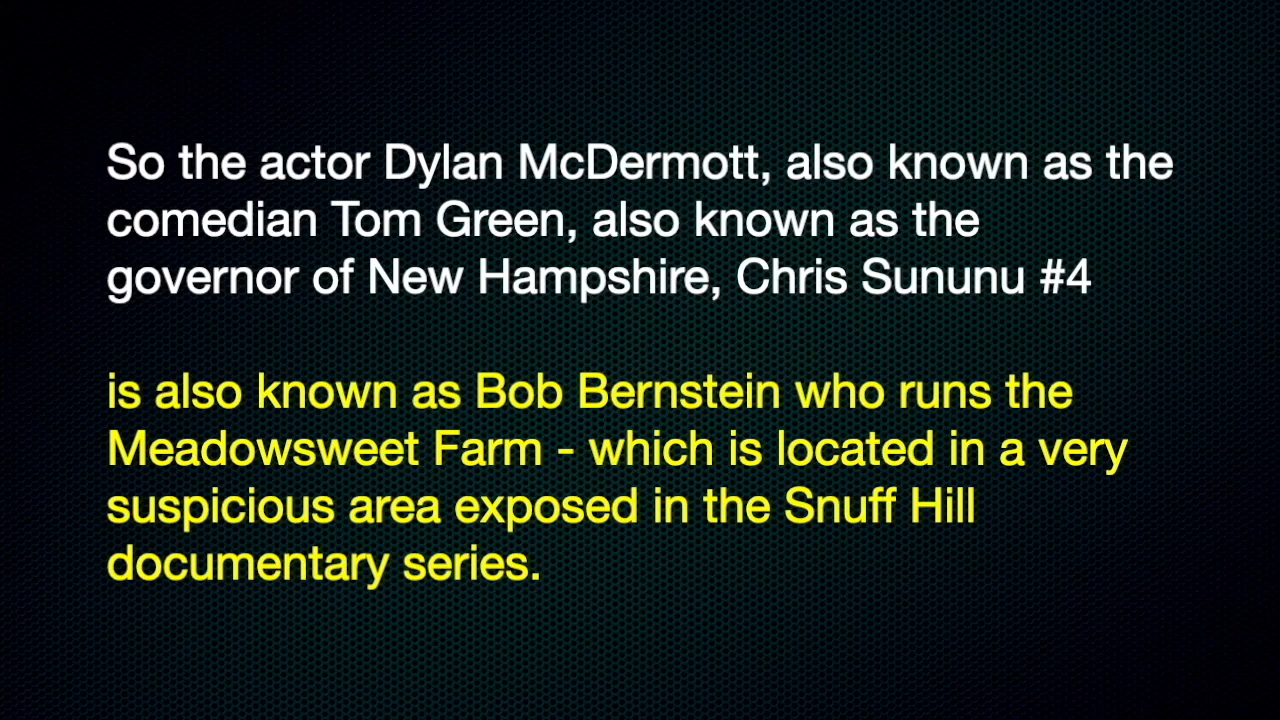 So the actor Dylan McDermott, also known as the
comedian Tom Green, also known as the
governor of New Hampshire, Chris Sununu #4
is also known as Bob Bernstein who runs the
Meadowsweet Farm - which is located in a very
suspicious area exposed in the Snuff Hill
documentary series.